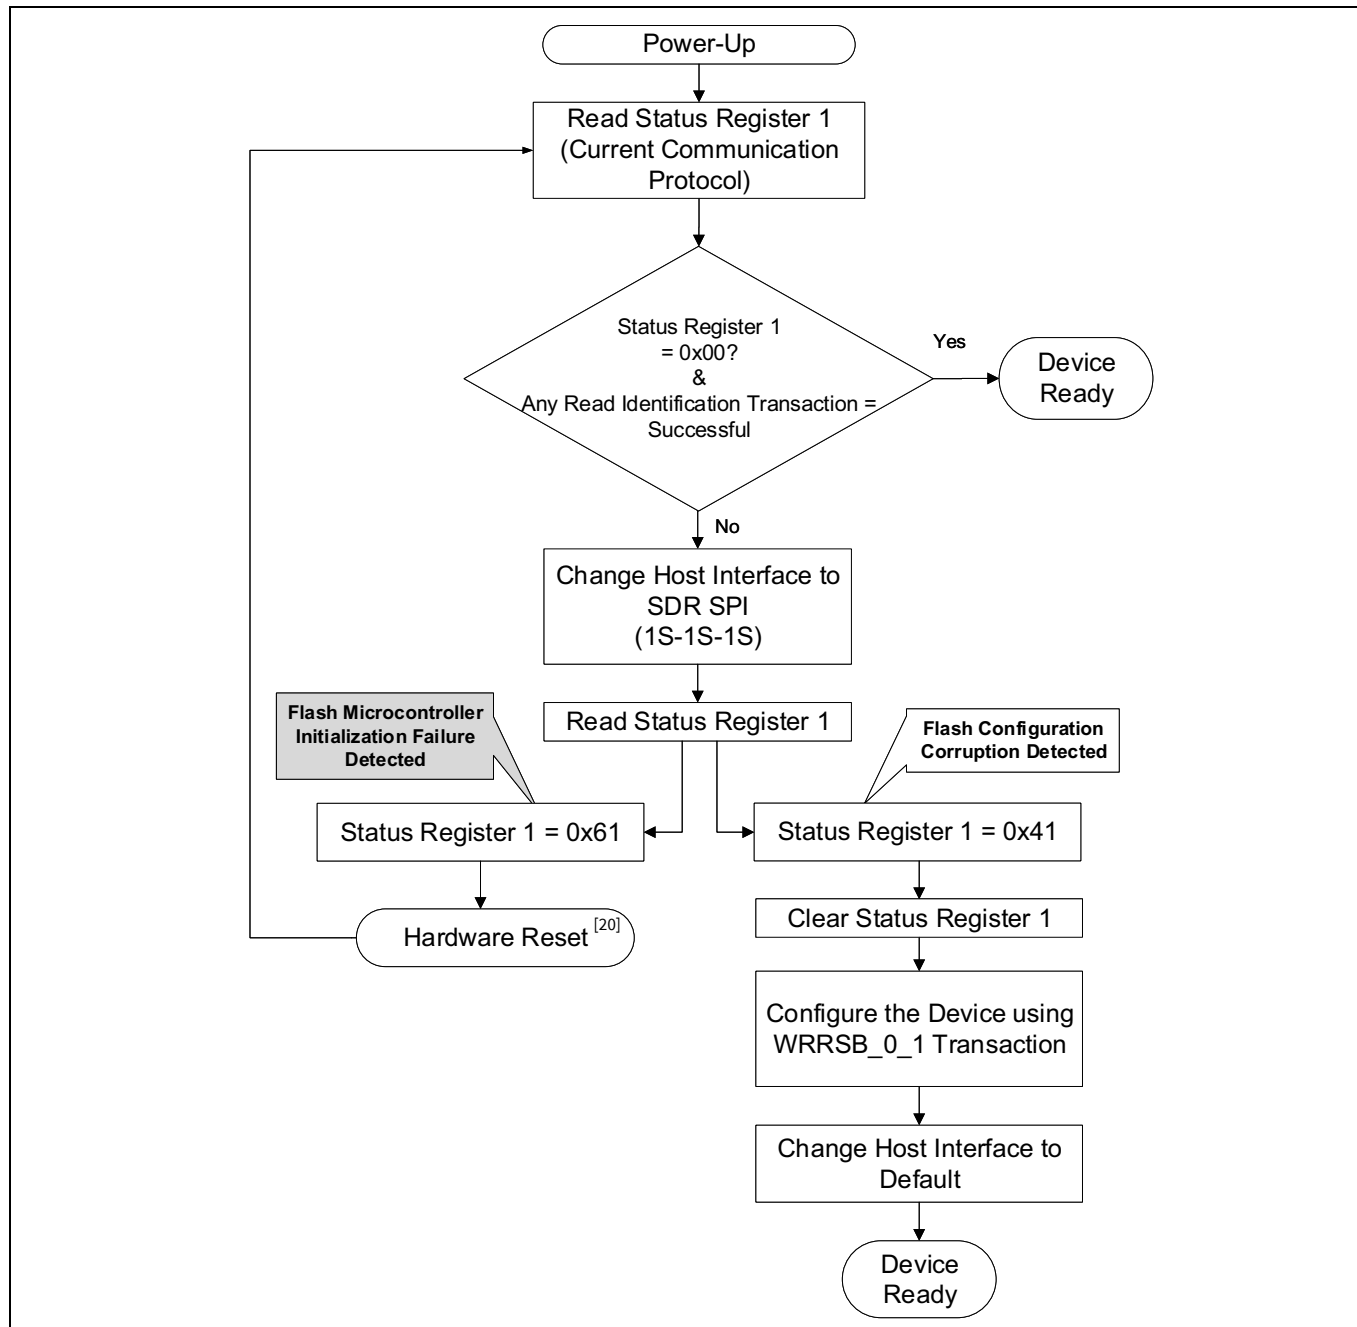 Power-Up
Read Status Register 1
(Current Communication
Protocol)
Status Register 1
= 0x00?
&
Any Read Identification Transaction =
Successful
Yes
Device
Ready
No
Change Host Interface to
SDR SPI
(1S-1S-1S)
Read Status Register 1
Flash Microcontroller
Initialization Failure
Detected
Flash Configuration
Corruption Detected
Status Register 1 = 0x61
Status Register 1 = 0x41
Hardware Reset [20]
Clear Status Register 1
Configure the Device using
WRRSB_0_1 Transaction
Change Host Interface to
Default
Device
Ready